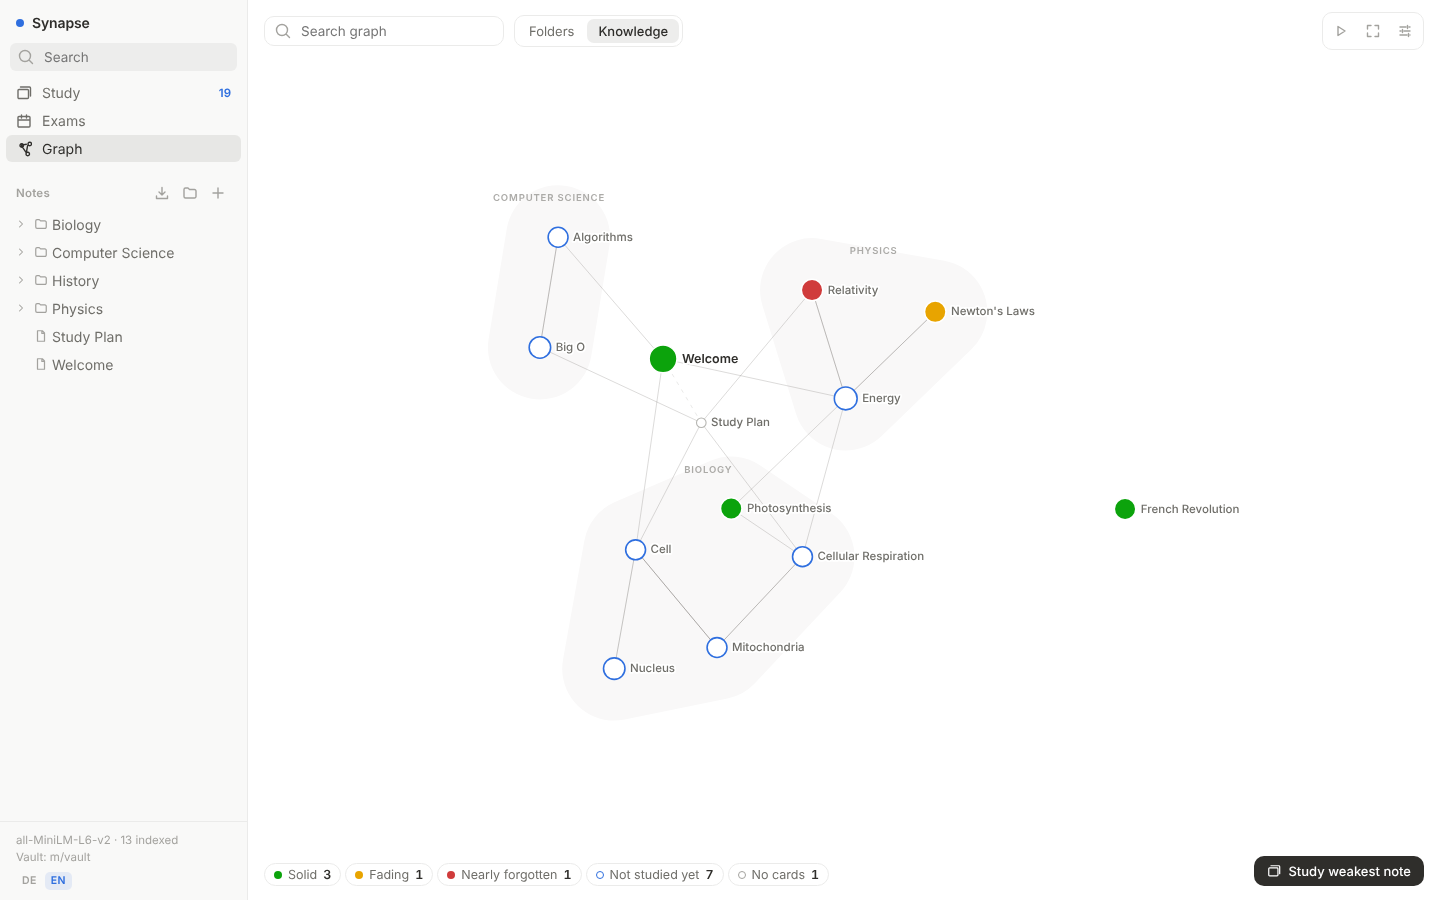 Synapse
Search
Study 19
Exams
Graph
Notes
Biology
Computer Science
History
Physics
Study Plan
Welcome
all-MiniLM-L6-v2 · 13 indexed
Vault: m/vault
DE EN
Search graph
Folders Knowledge
COMPUTER SCIENCE
Algorithms
Big O
PHYSICS
Relativity
Newton's Laws
Energy
Welcome
Study Plan
BIOLOGY
Photosynthesis
Cell
Cellular Respiration
Mitochondria
Nucleus
French Revolution
Solid 3
Fading 1
Nearly forgotten 1
Not studied yet 7
No cards 1
Study weakest note